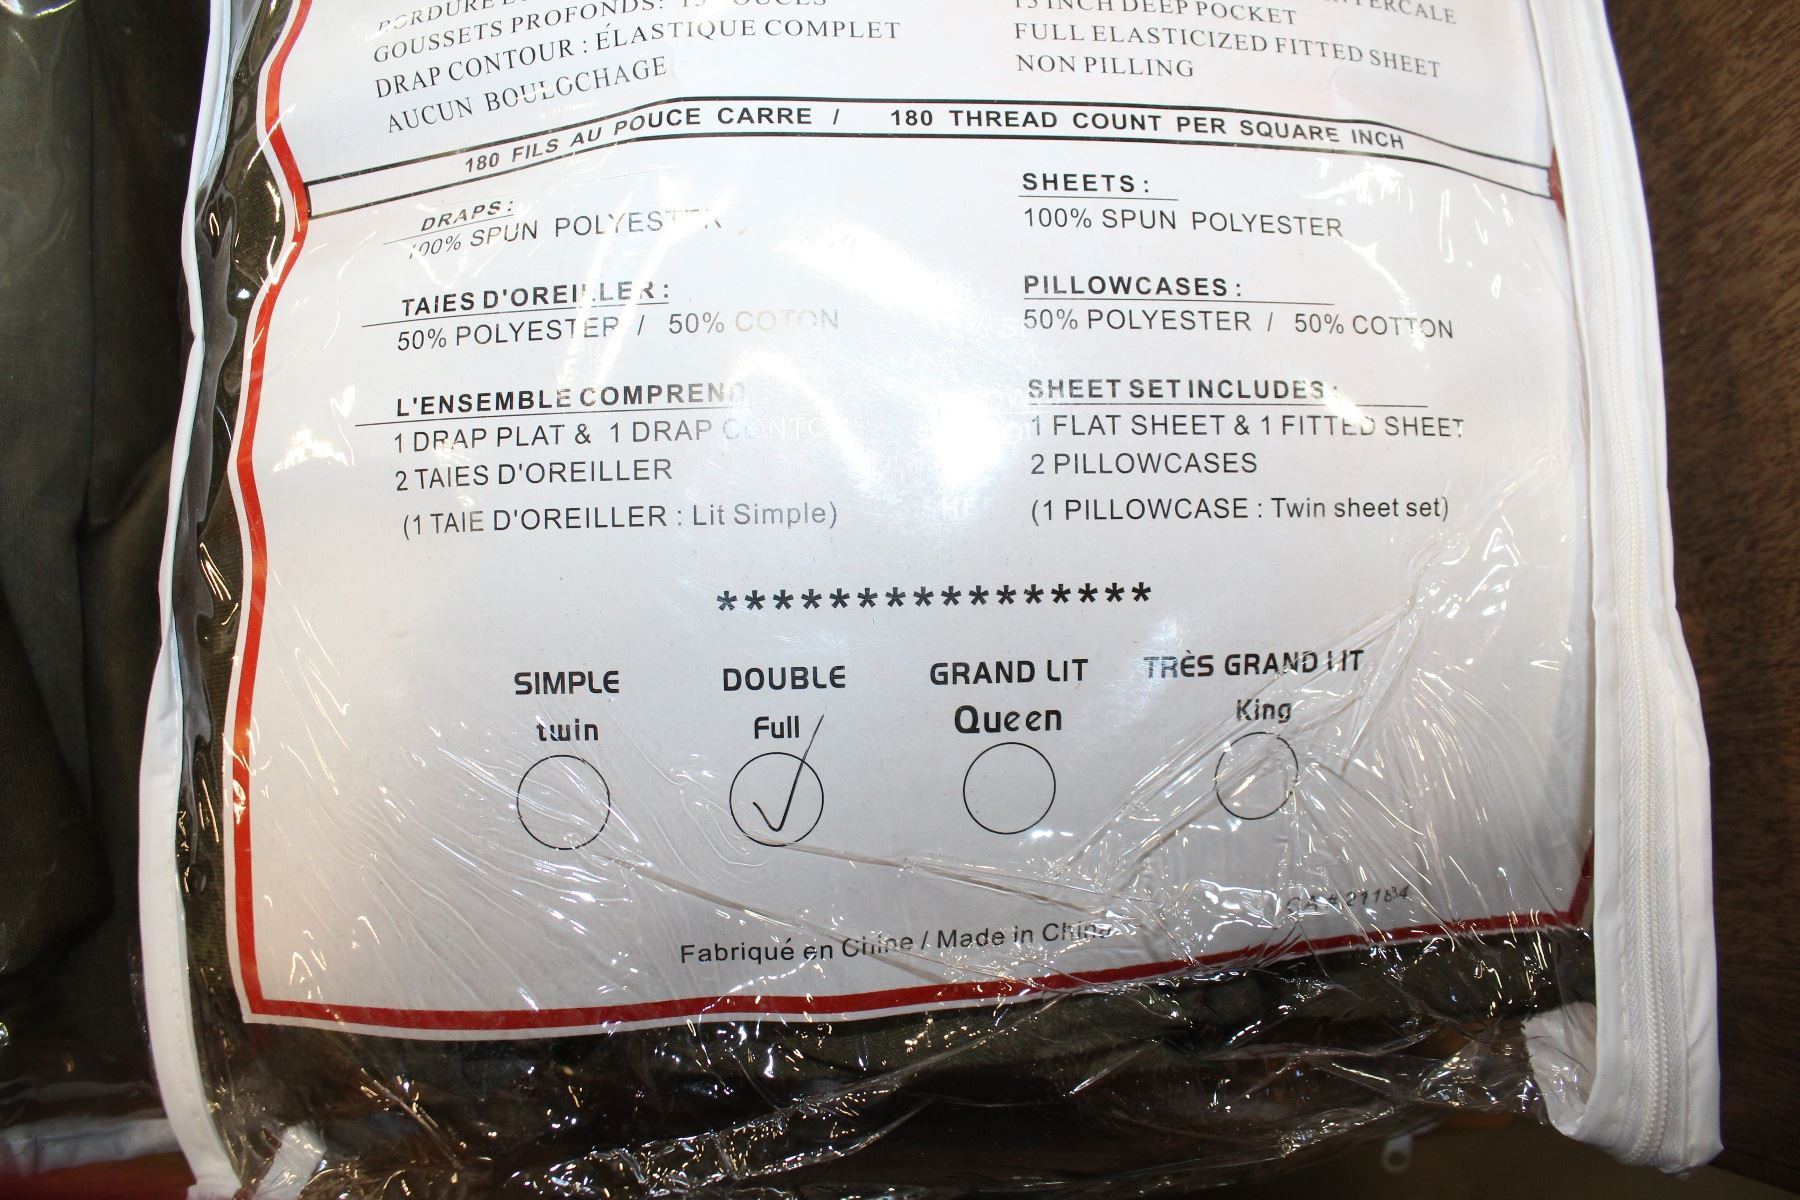 GOUSSETS PROFONDS: 15 POUCES
DRAP CONTOUR : ÉLASTIQUE COMPLET
AUCUN BOULOCHAGE
15 INCH DEEP POCKET
FULL ELASTICIZED FITTED SHEET
NON PILLING
180 FILS AU POUCE CARRE / 180 THREAD COUNT PER SQUARE INCH
DRAPS:
100% SPUN POLYESTER
TAIES D'OREILLER:
50% POLYESTER / 50% COTON
L'ENSEMBLE COMPREND
1 DRAP PLAT & 1 DRAP CONTOUR
2 TAIES D'OREILLER
(1 TAIE D'OREILLER : Lit Simple)
SHEETS:
100% SPUN POLYESTER
PILLOWCASES:
50% POLYESTER / 50% COTTON
SHEET SET INCLUDES:
1 FLAT SHEET & 1 FITTED SHEET
2 PILLOWCASES
(1 PILLOWCASE : Twin sheet set)
****************
SIMPLE DOUBLE GRAND LIT TRÈS GRAND LIT
twin Full Queen King
CA # 21184
Fabriqué en Chine / Made in China